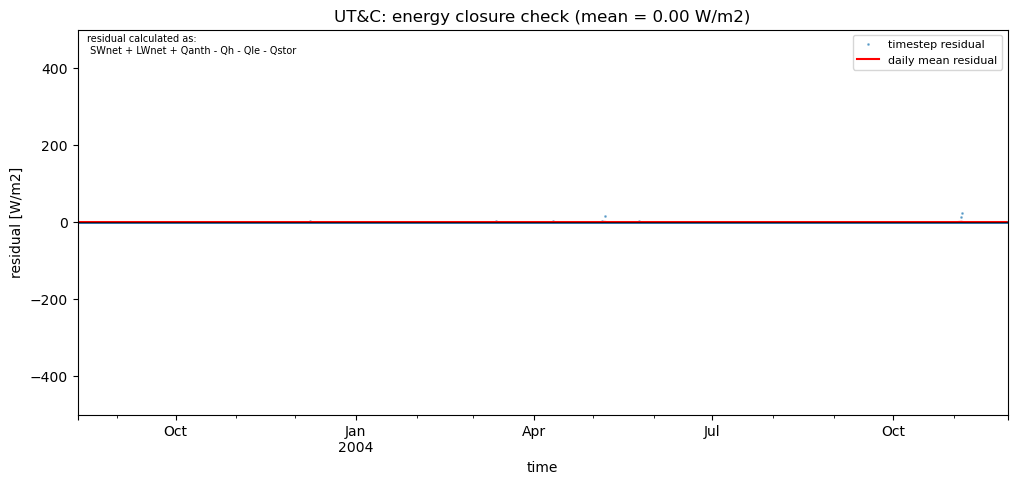 UT&C: energy closure check (mean = 0.00 W/m2)
residual calculated as:
SWnet + LWnet + Qanth - Qh - Qle - Qstor
timestep residual
daily mean residual
400
200
0
−200
−400
residual [W/m2]
Oct
Jan
2004
Apr
Jul
Oct
time